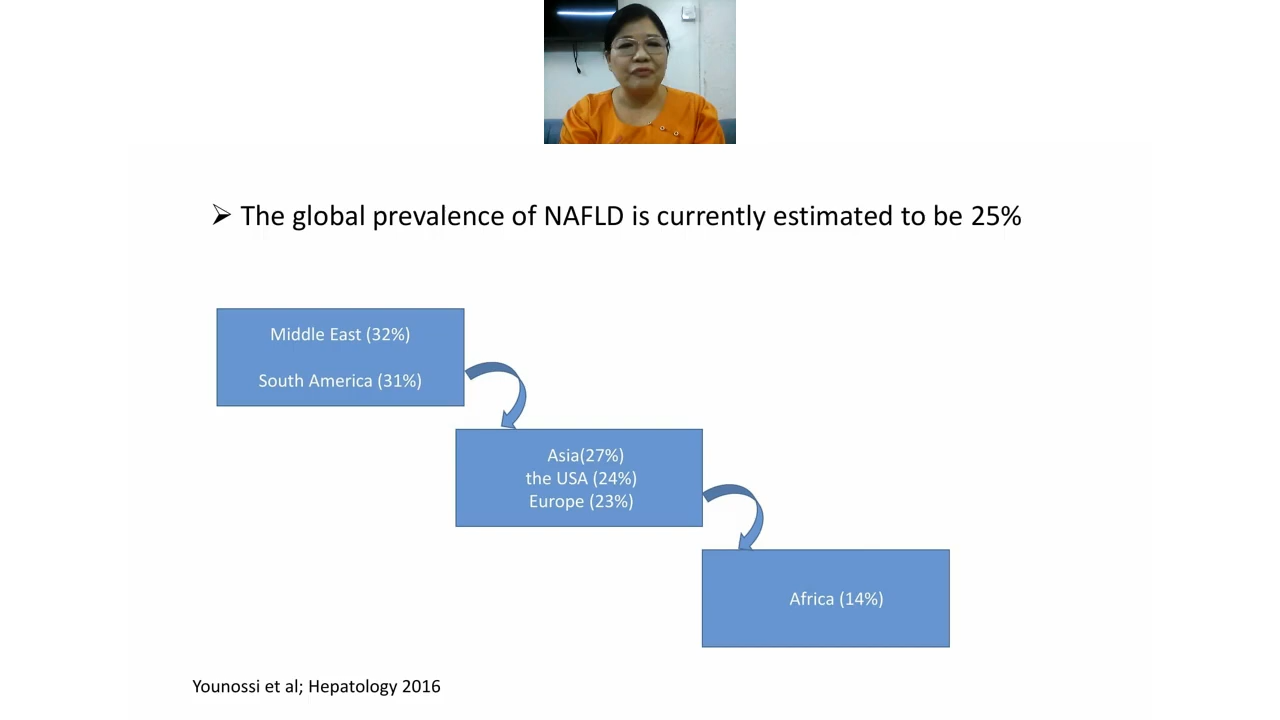 ➢ The global prevalence of NAFLD is currently estimated to be 25%
Middle East (32%)
South America (31%)
Asia(27%)
the USA (24%)
Europe (23%)
Africa (14%)
Younossi et al; Hepatology 2016